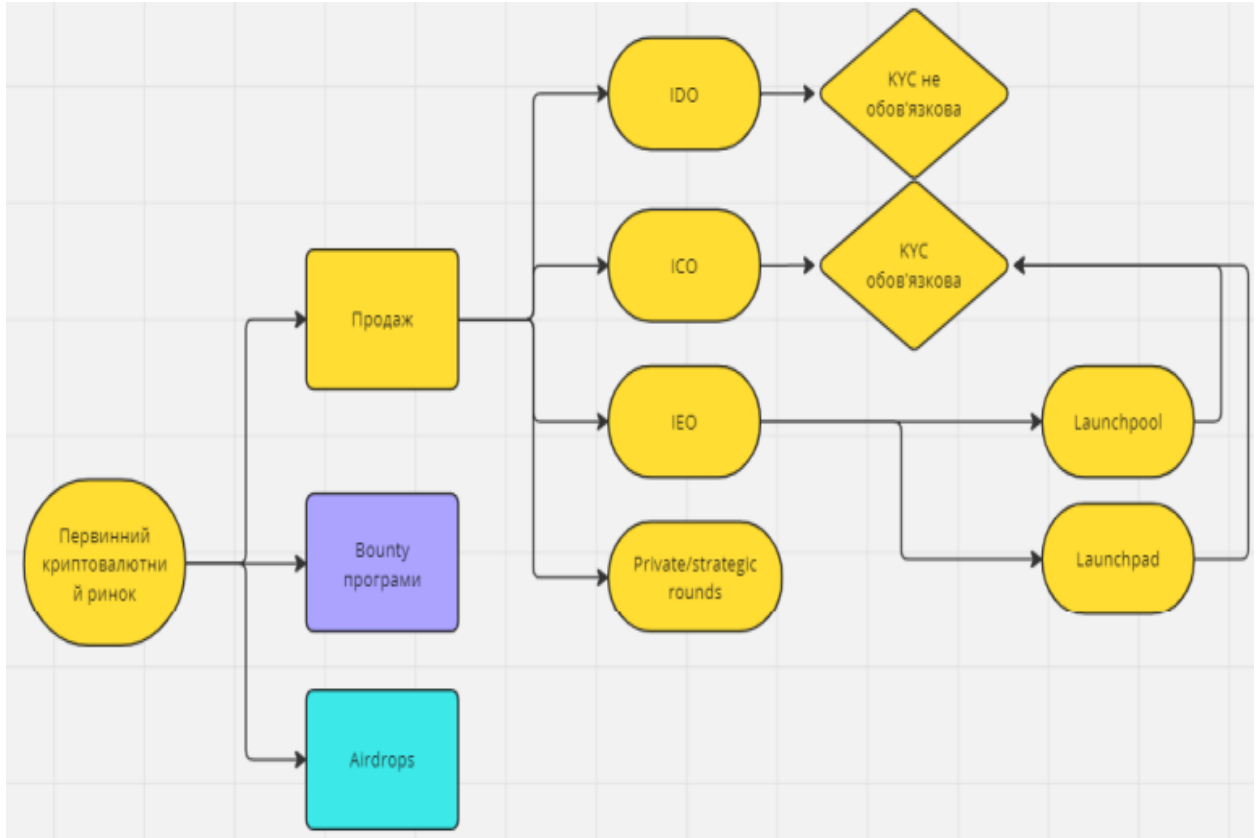 IDO
KYC не
обов'язкова
ICO
KYC
обов'язкова
Продаж
IEO
Launchpool
Первинний
криптовалютни
й ринок
Bounty
програми
Private/strategic
rounds
Launchpad
Airdrops